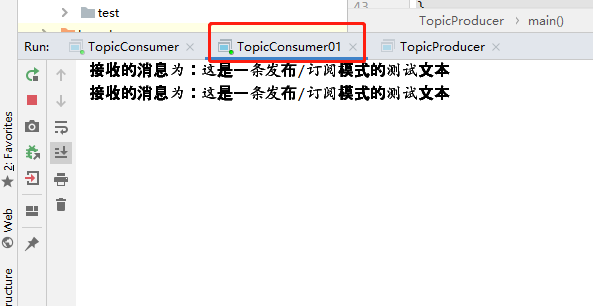 test
43
}
TopicProducer > main()
Run: TopicConsumer × TopicConsumer01 × TopicProducer ×
接收的消息为：这是一条发布/订阅模式的测试文本
接收的消息为：这是一条发布/订阅模式的测试文本
2: Favorites
Web
ructure